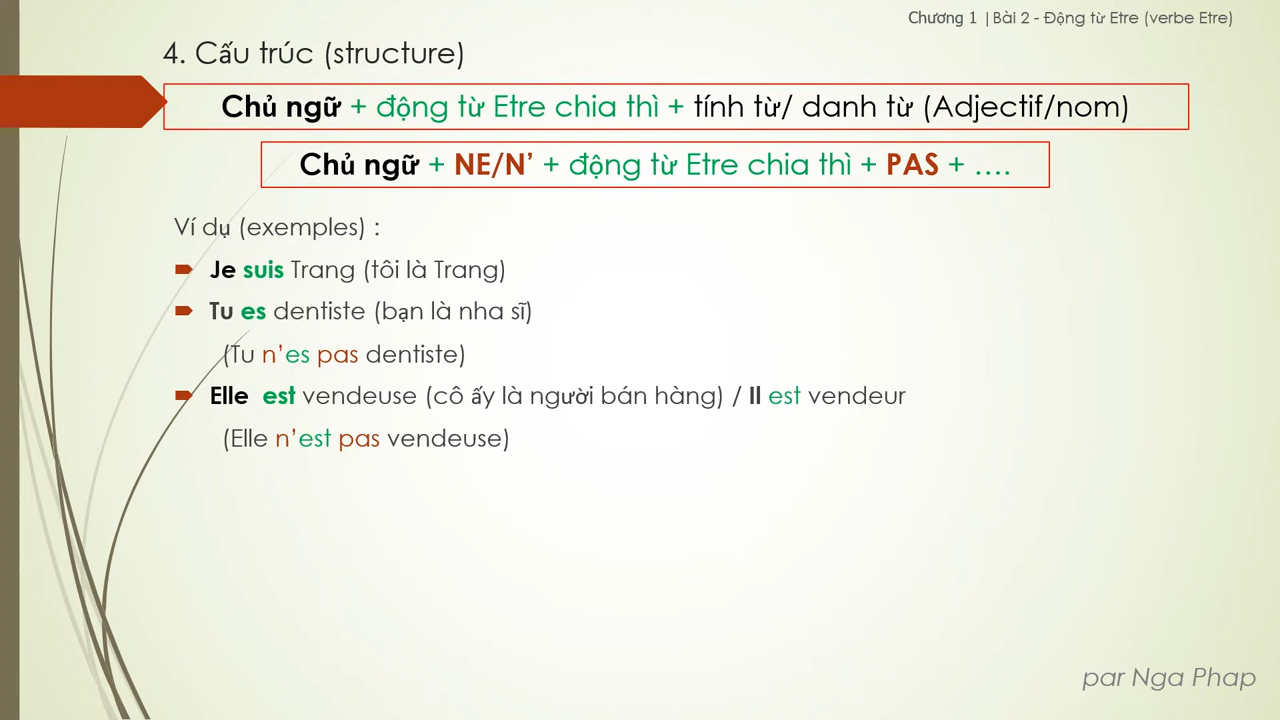 Chương 1 |Bài 2 - Động từ Etre (verbe Etre)
4. Cấu trúc (structure)
Chủ ngữ + động từ Etre chia thì + tính từ/ danh từ (Adjectif/nom)
Chủ ngữ + NE/N’ + động từ Etre chia thì + PAS + ….
Ví dụ (exemples) :
Je suis Trang (tôi là Trang)
Tu es dentiste (bạn là nha sĩ)
(Tu n’es pas dentiste)
Elle est vendeuse (cô ấy là người bán hàng) / Il est vendeur
(Elle n’est pas vendeuse)
par Nga Phap